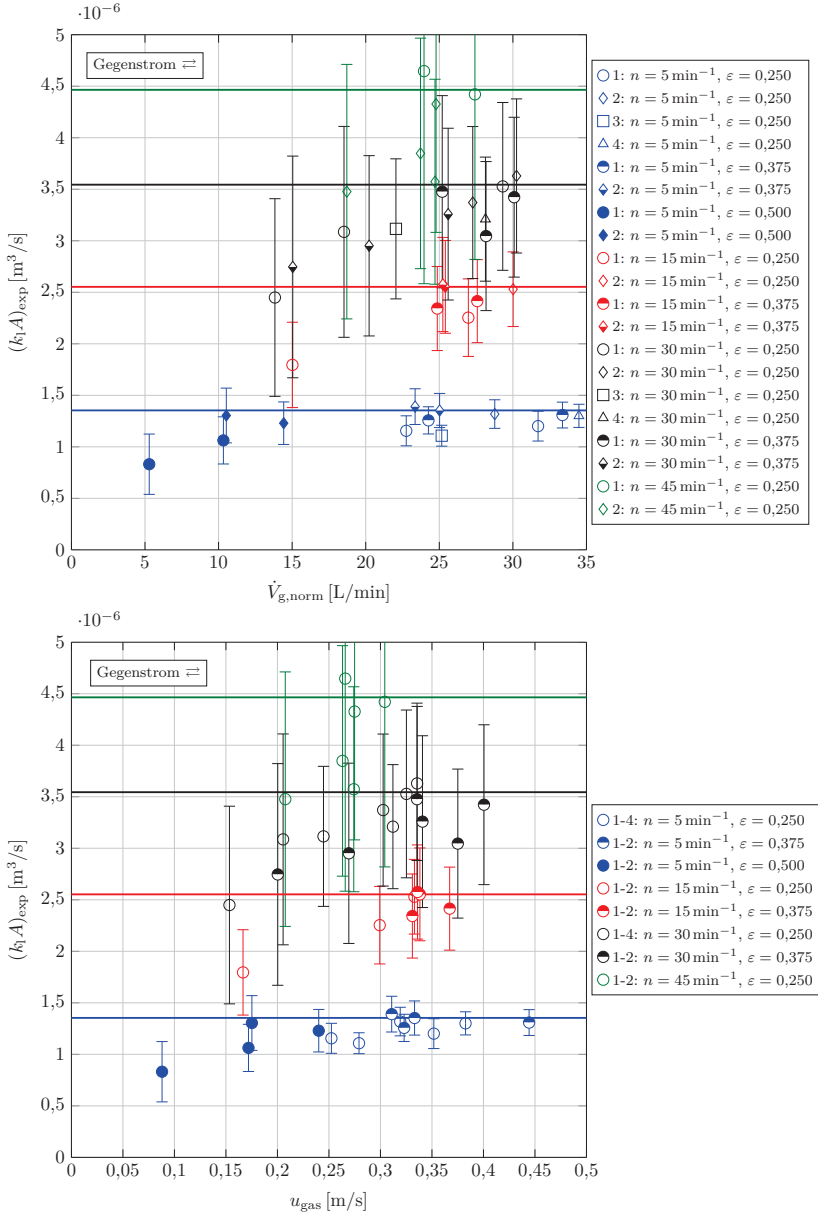 ·10⁻⁶
5
4,5
4
3,5
3
2,5
2
1,5
1
0,5
0
(k₁A)exp [m³/s]
Gegenstrom ⇄
0 5 10 15 20 25 30 35
V̇g,norm [L/min]
1: n = 5 min⁻¹, ε = 0,250
2: n = 5 min⁻¹, ε = 0,250
3: n = 5 min⁻¹, ε = 0,250
4: n = 5 min⁻¹, ε = 0,250
1: n = 5 min⁻¹, ε = 0,375
2: n = 5 min⁻¹, ε = 0,375
1: n = 5 min⁻¹, ε = 0,500
2: n = 5 min⁻¹, ε = 0,500
1: n = 15 min⁻¹, ε = 0,250
2: n = 15 min⁻¹, ε = 0,250
1: n = 15 min⁻¹, ε = 0,375
2: n = 15 min⁻¹, ε = 0,375
1: n = 30 min⁻¹, ε = 0,250
2: n = 30 min⁻¹, ε = 0,250
3: n = 30 min⁻¹, ε = 0,250
4: n = 30 min⁻¹, ε = 0,250
1: n = 30 min⁻¹, ε = 0,375
2: n = 30 min⁻¹, ε = 0,375
1: n = 45 min⁻¹, ε = 0,250
2: n = 45 min⁻¹, ε = 0,250
·10⁻⁶
5
4,5
4
3,5
3
2,5
2
1,5
1
0,5
0
(k₁A)exp [m³/s]
Gegenstrom ⇄
0 0,05 0,1 0,15 0,2 0,25 0,3 0,35 0,4 0,45 0,5
ugas [m/s]
1-4: n = 5 min⁻¹, ε = 0,250
1-2: n = 5 min⁻¹, ε = 0,375
1-2: n = 5 min⁻¹, ε = 0,500
1-2: n = 15 min⁻¹, ε = 0,250
1-2: n = 15 min⁻¹, ε = 0,375
1-4: n = 30 min⁻¹, ε = 0,250
1-2: n = 30 min⁻¹, ε = 0,375
1-2: n = 45 min⁻¹, ε = 0,250